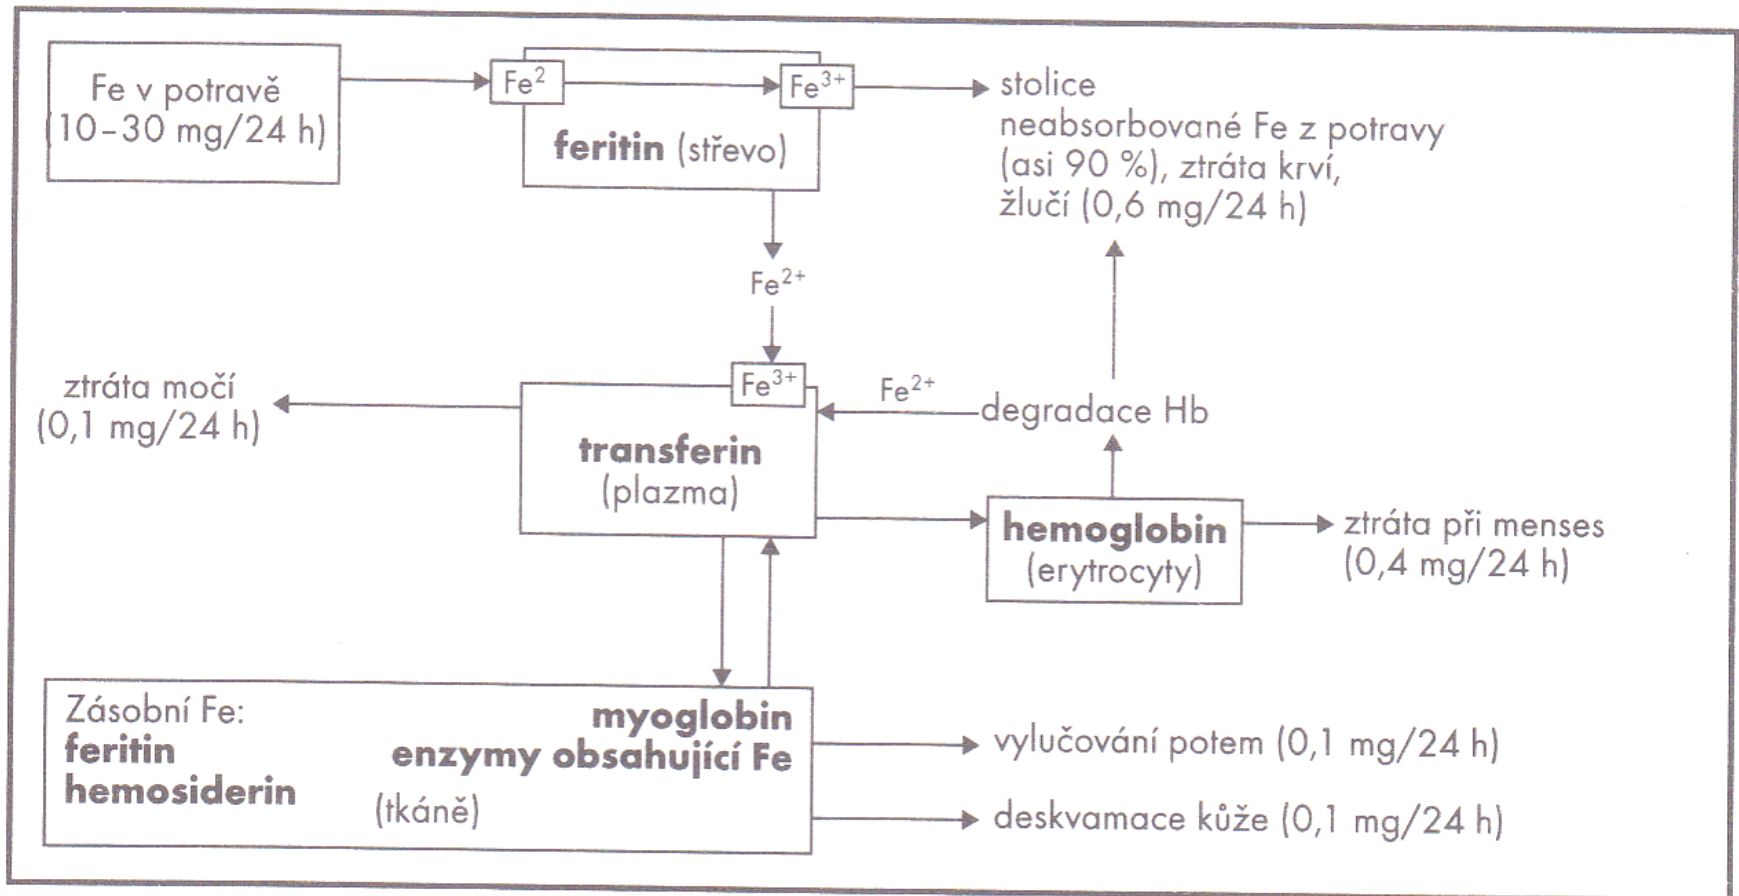 Fe v potravě
(10–30 mg/24 h)
Fe²
Fe³⁺
feritin (střevo)
stolice
neabsorbované Fe z potravy
(asi 90 %), ztráta krví,
žlučí (0,6 mg/24 h)
Fe²⁺
ztráta močí
(0,1 mg/24 h)
Fe³⁺
transferin
(plazma)
Fe²⁺
degradace Hb
hemoglobin
(erytrocyty)
ztráta při menses
(0,4 mg/24 h)
Zásobní Fe:
feritin
hemosiderin
myoglobin
enzymy obsahující Fe
(tkáně)
vylučování potem (0,1 mg/24 h)
deskvamace kůže (0,1 mg/24 h)